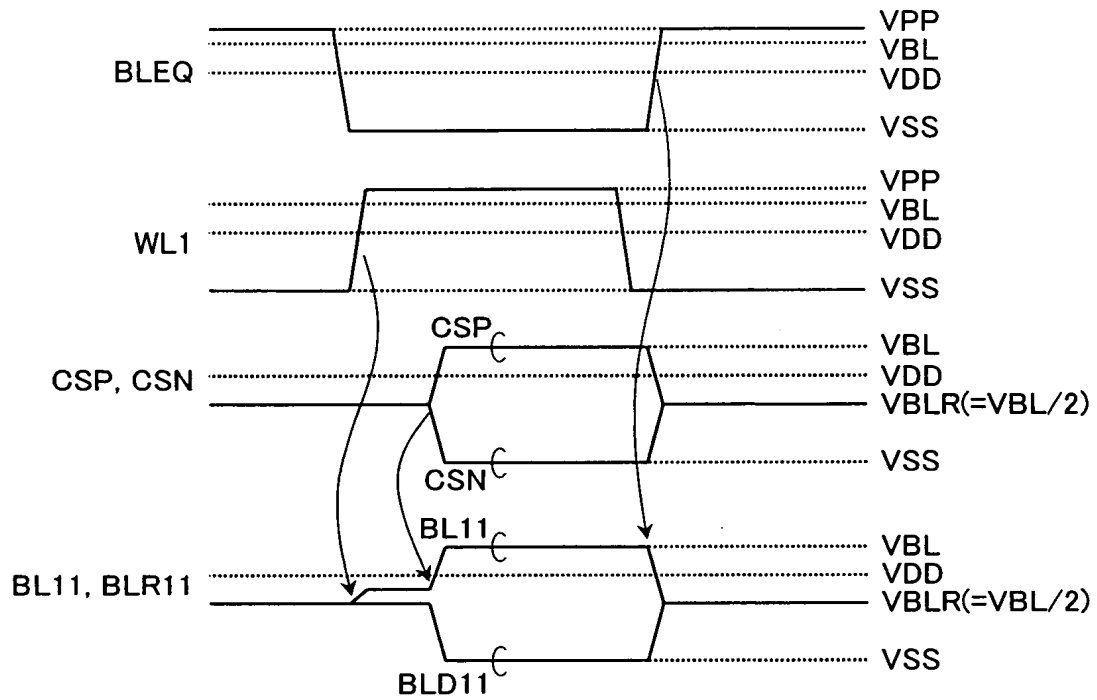 VPP
VBL
BLEQ
VDD
VSS
VPP
VBL
WL1
VDD
VSS
CSP
VBL
CSP, CSN
VDD
VBLR(=VBL/2)
CSN
VSS
BL11
VBL
BL11, BLR11
VDD
VBLR(=VBL/2)
VSS
BLD11